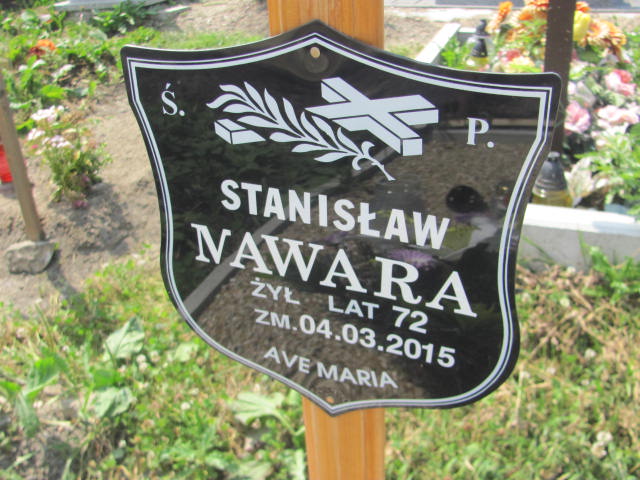 Ś. P.
STANISŁAW
NAWARA
ŻYŁ LAT 72
ZM. 04.03.2015
AVE MARIA